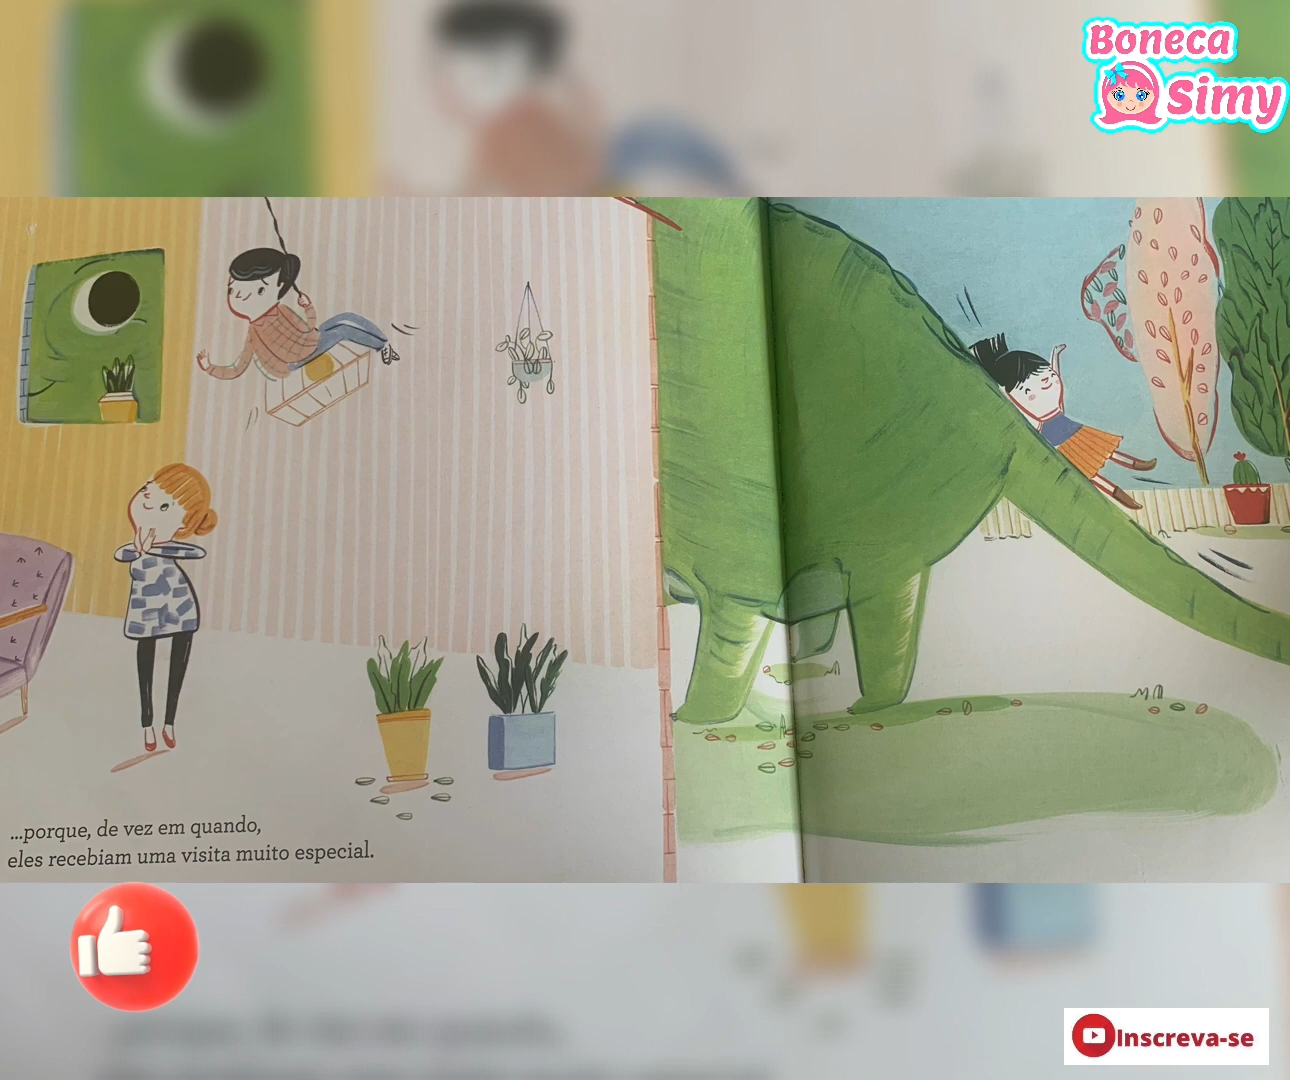 Boneca
Simy
...porque, de vez em quando,
eles recebiam uma visita muito especial.
Inscreva-se